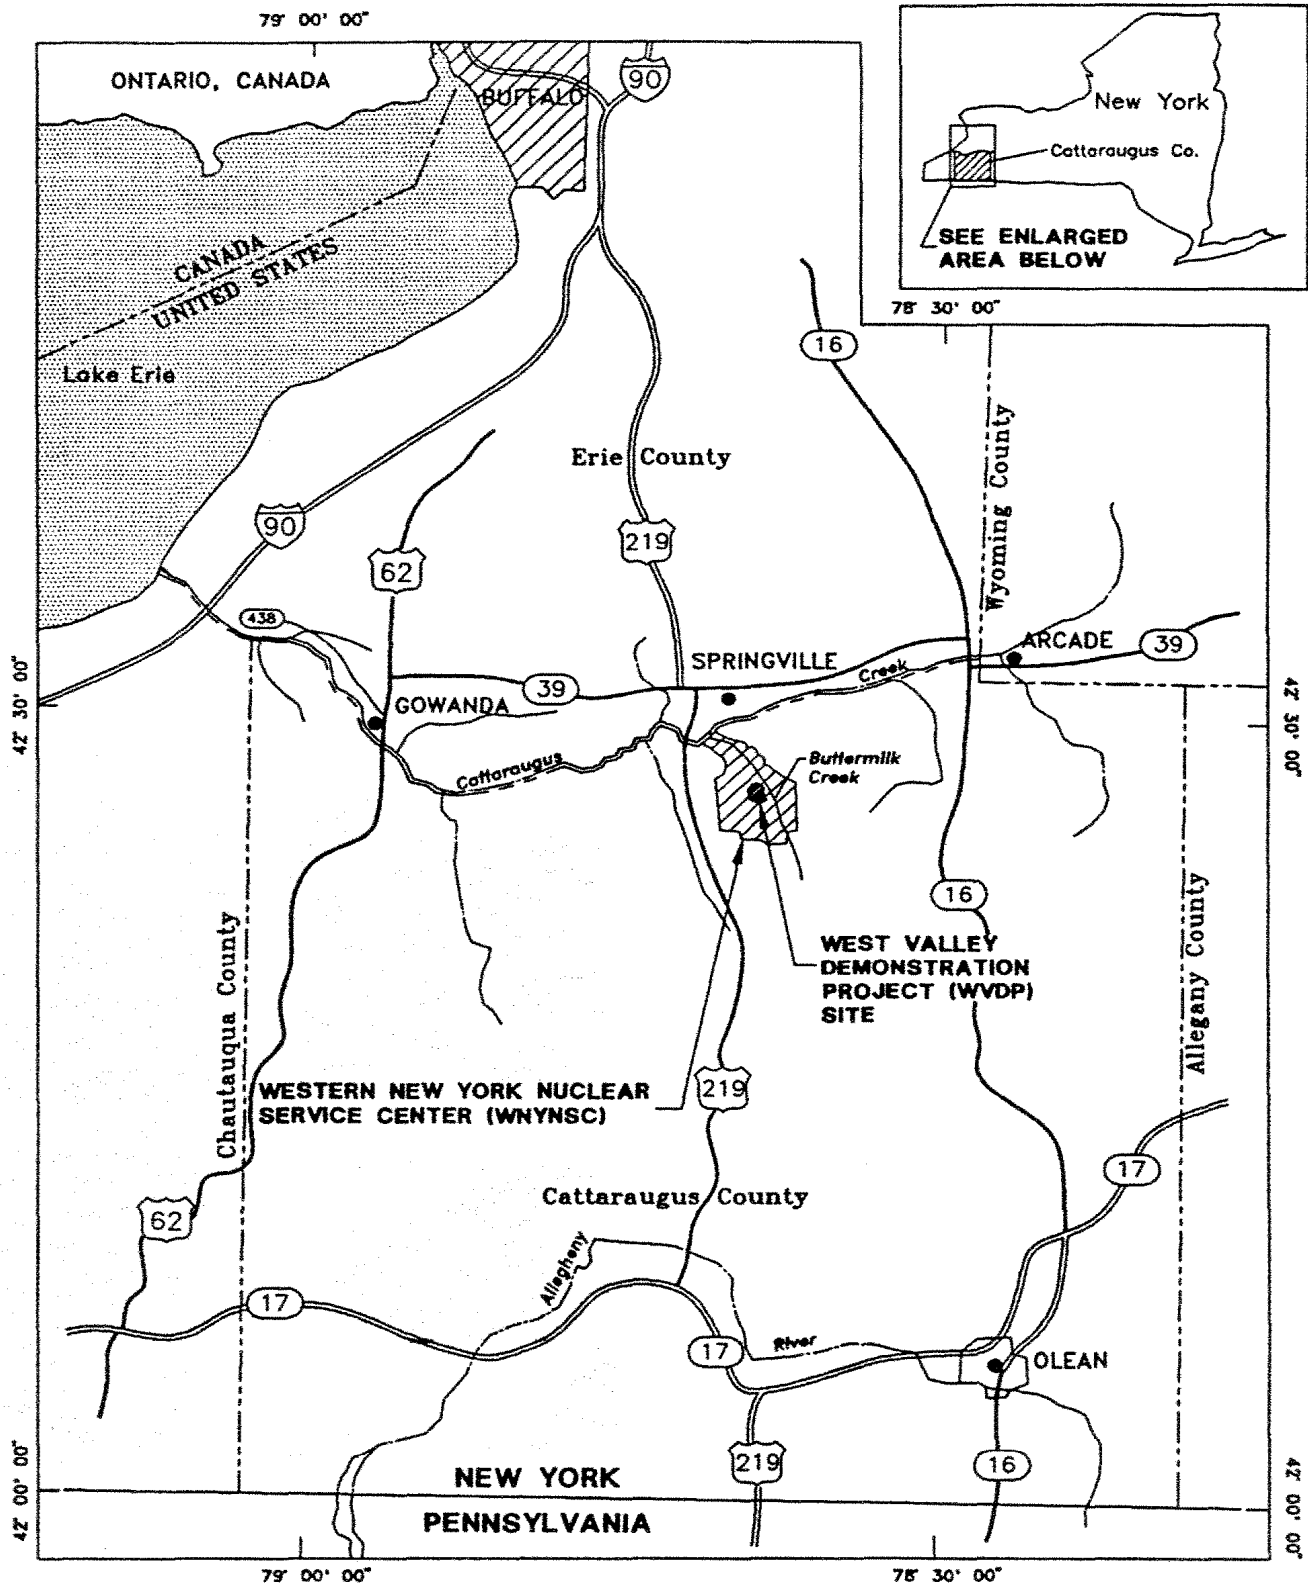 79° 00' 00"
ONTARIO, CANADA
BUFFALO
90
New York
Cattaraugus Co.
SEE ENLARGED
AREA BELOW
CANADA
UNITED STATES
78° 30' 00"
16
Lake Erie
Erie County
Wyoming County
90
219
62
438
ARCADE
39
SPRINGVILLE
Creek
39
GOWANDA
42° 30' 00"
42° 30' 00"
Cattaraugus
Buttermilk
Creek
16
WEST VALLEY
DEMONSTRATION
PROJECT (WVDP)
SITE
Chautauqua County
Allegany County
219
WESTERN NEW YORK NUCLEAR
SERVICE CENTER (WNYNSC)
17
Cattaraugus County
62
Allegheny
17
17
River
OLEAN
219
16
NEW YORK
PENNSYLVANIA
42° 00' 00"
42° 00' 00"
79° 00' 00"
78° 30' 00"